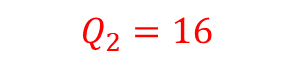 Q₂ = 16